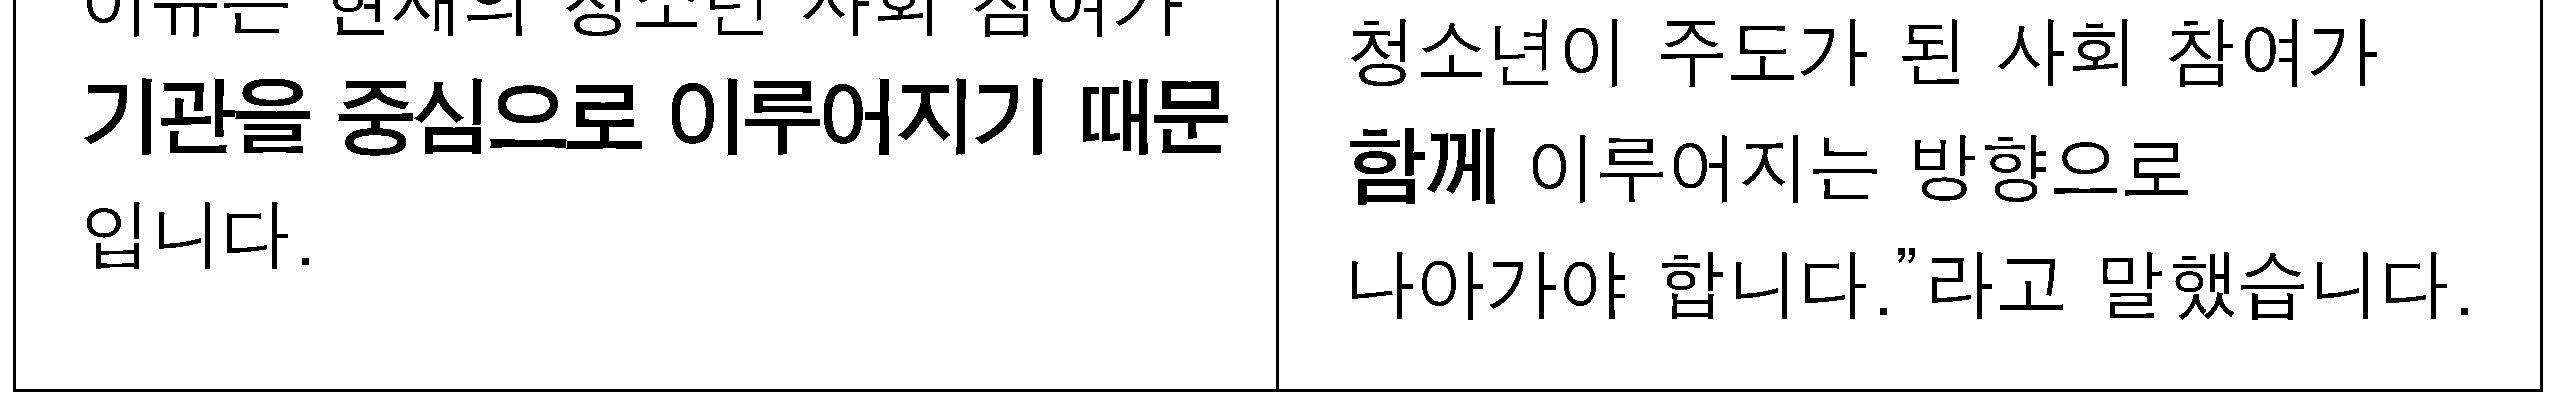 이유는 현재의 청소년 사회 참여가
기관을 중심으로 이루어지기 때문
입니다.
청소년이 주도가 된 사회 참여가
함께 이루어지는 방향으로
나아가야 합니다.”라고 말했습니다.